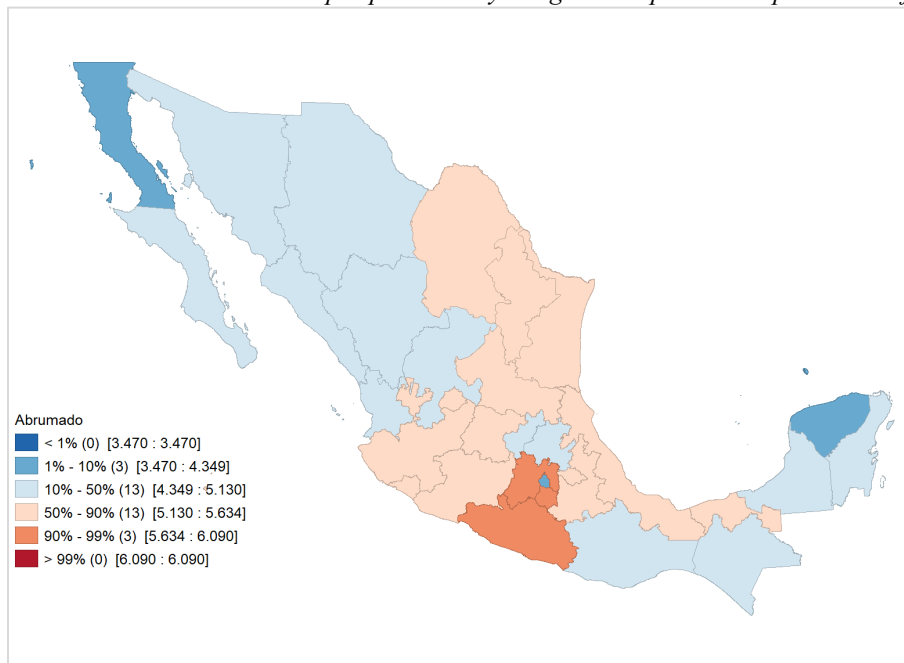 Abrumado
< 1% (0) [3.470 : 3.470]
1% - 10% (3) [3.470 : 4.349]
10% - 50% (13) [4.349 : 5.130]
50% - 90% (13) [5.130 : 5.634]
90% - 99% (3) [5.634 : 6.090]
> 99% (0) [6.090 : 6.090]